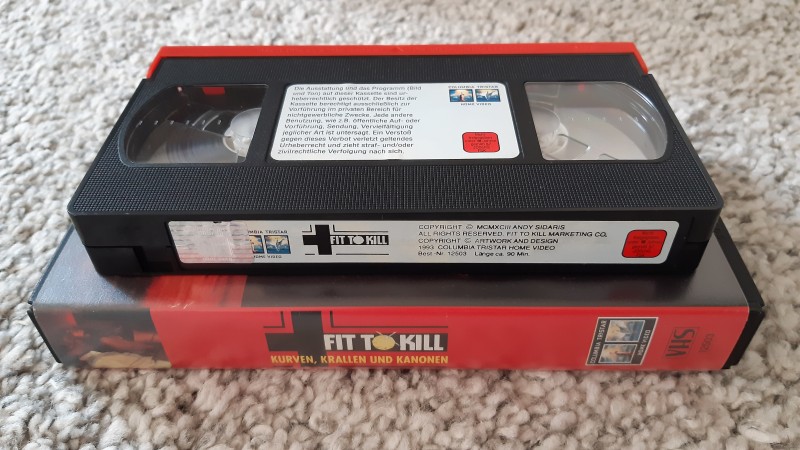 Die Ausstattung und das Programm (Bild
und Ton) auf dieser Kassette sind ur-
heberrechtlich geschützt. Der Besitz der
Kassette berechtigt ausschließlich zur
Vorführung im privaten Bereich für
nichtgewerbliche Zwecke. Jede andere
Benutzung, wie z.B. öffentliche Auf- oder
Vorführung, Sendung, Vervielfältigung
jeglicher Art ist untersagt. Ein Verstoß
gegen dieses Verbot verletzt geltendes
Urheberrecht und zieht straf- und/oder
zivilrechtliche Verfolgung nach sich.
COLUMBIA TRISTAR
HOME VIDEO
TRISTAR
HOME VIDEO
FIT TO KILL
COPYRIGHT © MCMXCIII ANDY SIDARIS
ALL RIGHTS RESERVED. FIT TO KILL MARKETING CO.
COPYRIGHT © ARTWORK AND DESIGN
1993 COLUMBIA TRISTAR HOME VIDEO
Best.-Nr. 12503 Länge ca. 90 Min.
FIT TO KILL
KURVEN, KRALLEN UND KANONEN
COLUMBIA TRISTAR
HOME VIDEO
VHS
12503